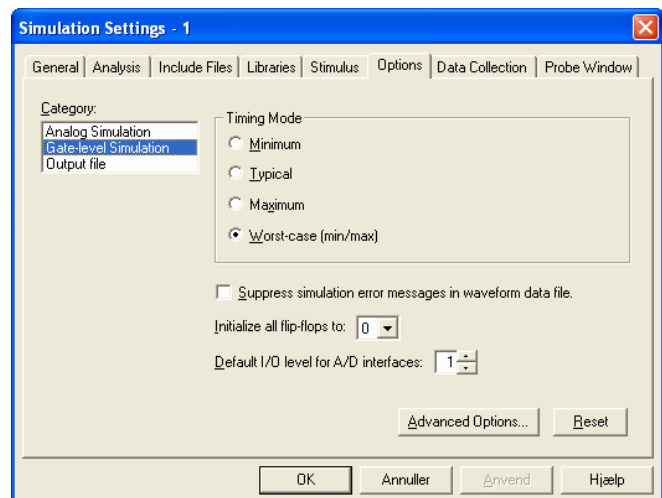 Simulation Settings - 1
General Analysis Include Files Libraries Stimulus Options Data Collection Probe Window
Category:
Analog Simulation
Gate-level Simulation
Output file
Timing Mode
Minimum
Typical
Maximum
Worst-case (min/max)
Suppress simulation error messages in waveform data file.
Initialize all flip-flops to: 0
Default I/O level for A/D interfaces: 1
Advanced Options... Reset
OK Annuller Anvend Hjælp